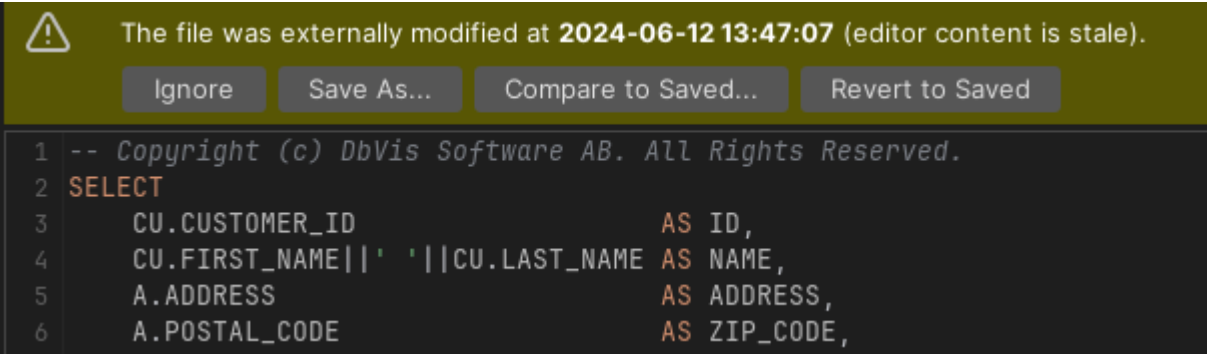 The file was externally modified at 2024-06-12 13:47:07 (editor content is stale).
Ignore Save As... Compare to Saved... Revert to Saved
1 -- Copyright (c) DbVis Software AB. All Rights Reserved.
2 SELECT
3     CU.CUSTOMER_ID                    AS ID,
4     CU.FIRST_NAME||' '||CU.LAST_NAME AS NAME,
5     A.ADDRESS                         AS ADDRESS,
6     A.POSTAL_CODE                     AS ZIP_CODE,